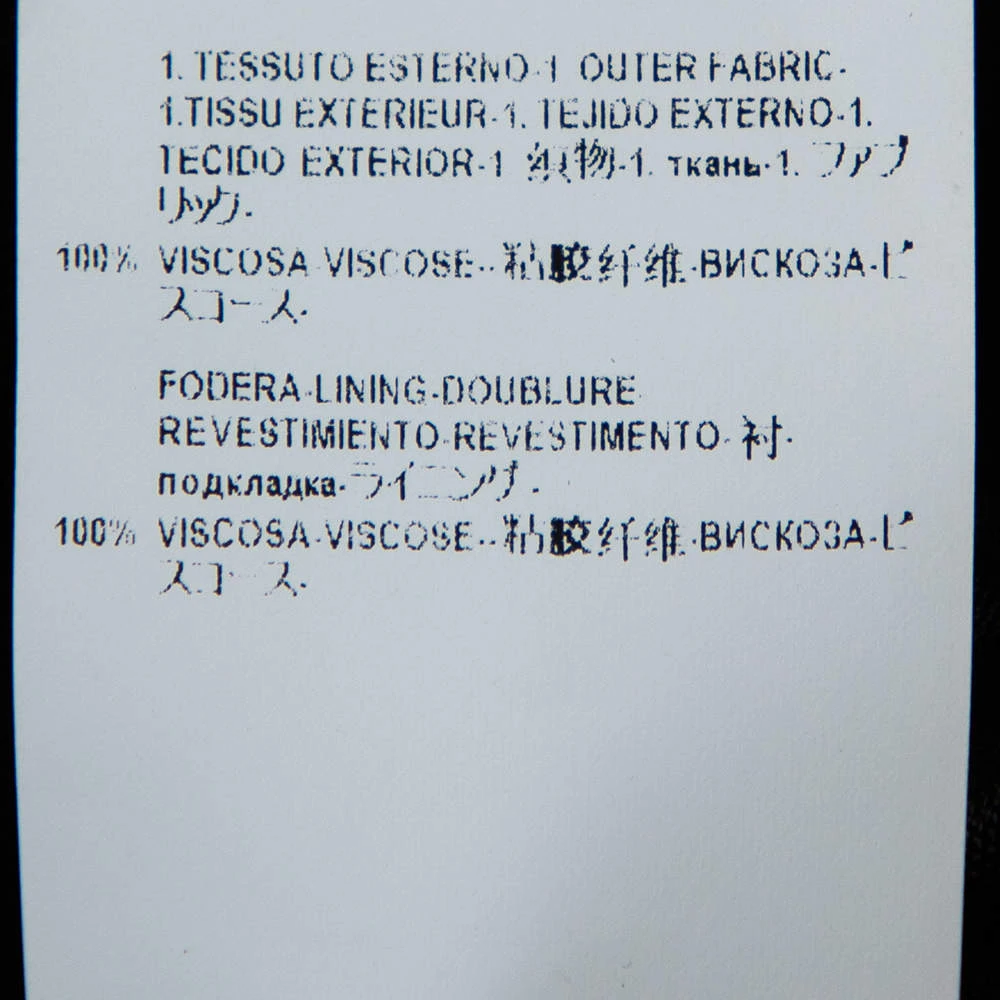 1. TESSUTO ESTERNO-1 OUTER FABRIC-
1.TISSU EXTERIEUR-1. TEJIDO EXTERNO-1.
TECIDO EXTERIOR-1 织物-1. ткань-1. ファブ
リック.
100% VISCOSA-VISCOSE--粘胶纤维-ВИСКОЗА-ビ
スコース.
FODERA-LINING-DOUBLURE
REVESTIMIENTO-REVESTIMENTO-衬-
подкладка-ライニング.
100% VISCOSA-VISCOSE--粘胶纤维-ВИСКОЗА-ビ
スコース.